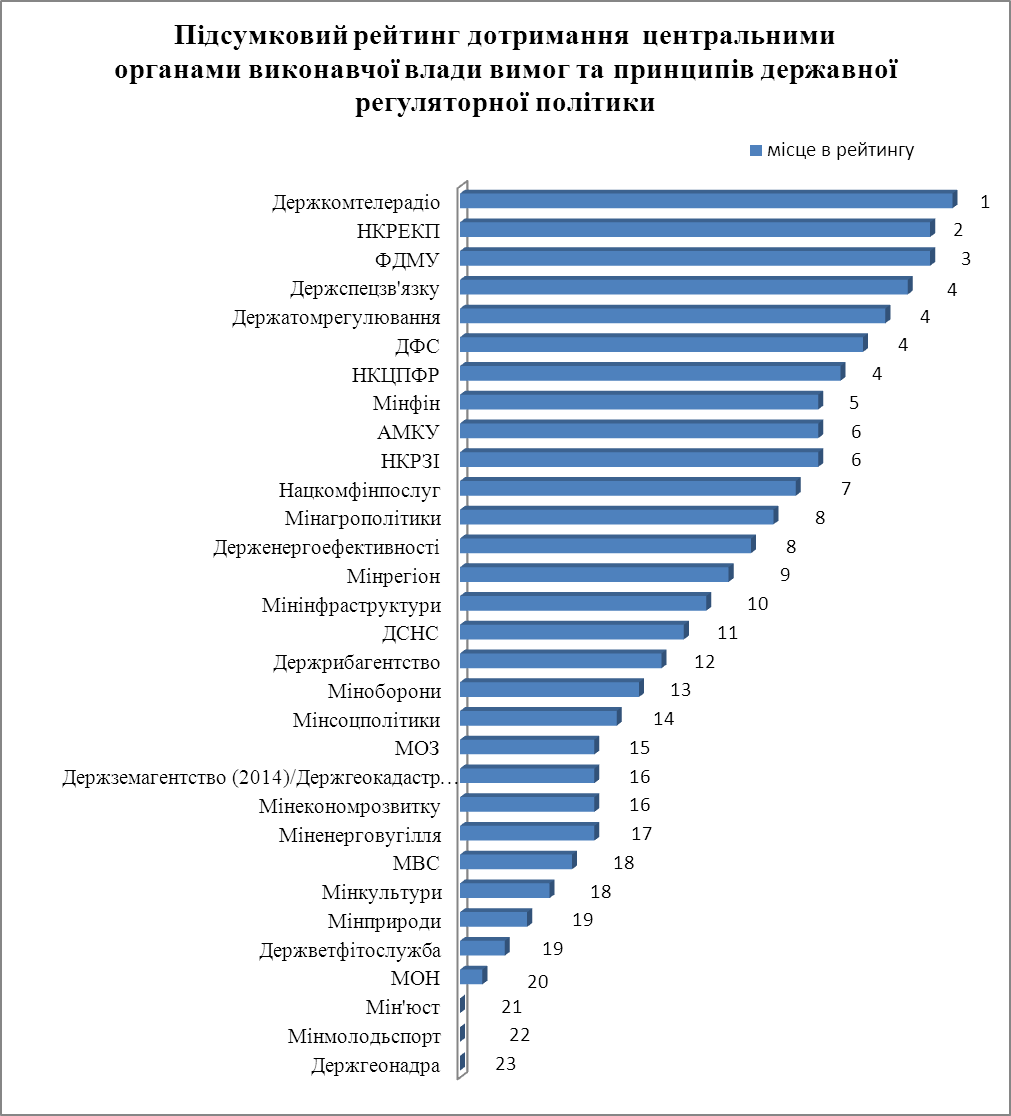 Підсумковий рейтинг дотримання центральними
органами виконавчої влади вимог та принципів державної
регуляторної політики
місце в рейтингу
Держкомтелерадіо 1
НКРЕКП 2
ФДМУ 3
Держспецзв'язку 4
Держатомрегулювання 4
ДФС 4
НКЦПФР 4
Мінфін 5
АМКУ 6
НКРЗІ 6
Нацкомфінпослуг 7
Мінагрополітики 8
Держенергоефективності 8
Мінрегіон 9
Мінінфраструктури 10
ДСНС 11
Держрибагентство 12
Міноборони 13
Мінсоцполітики 14
МОЗ 15
Держземагентство (2014)/Держгеокадастр… 16
Мінекономрозвитку 16
Міненерговугілля 17
МВС 18
Мінкультури 18
Мінприроди 19
Держветфітослужба 19
МОН 20
Мін'юст 21
Мінмолодьспорт 22
Держгеонадра 23